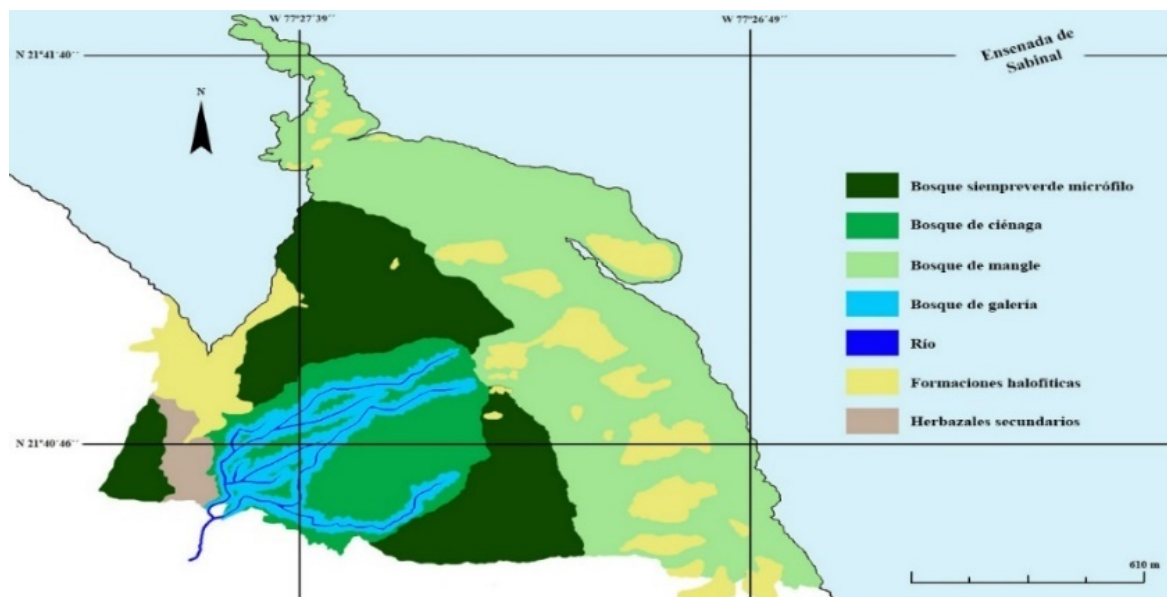 W 77°27´39´´
W 77°26´49´´
N 21°41´40´´
Ensenada de
Sabinal
N
Bosque siempreverde micrófilo
Bosque de ciénaga
Bosque de mangle
Bosque de galería
Río
Formaciones halofíticas
Herbazales secundarios
N 21°40´46´´
610 m